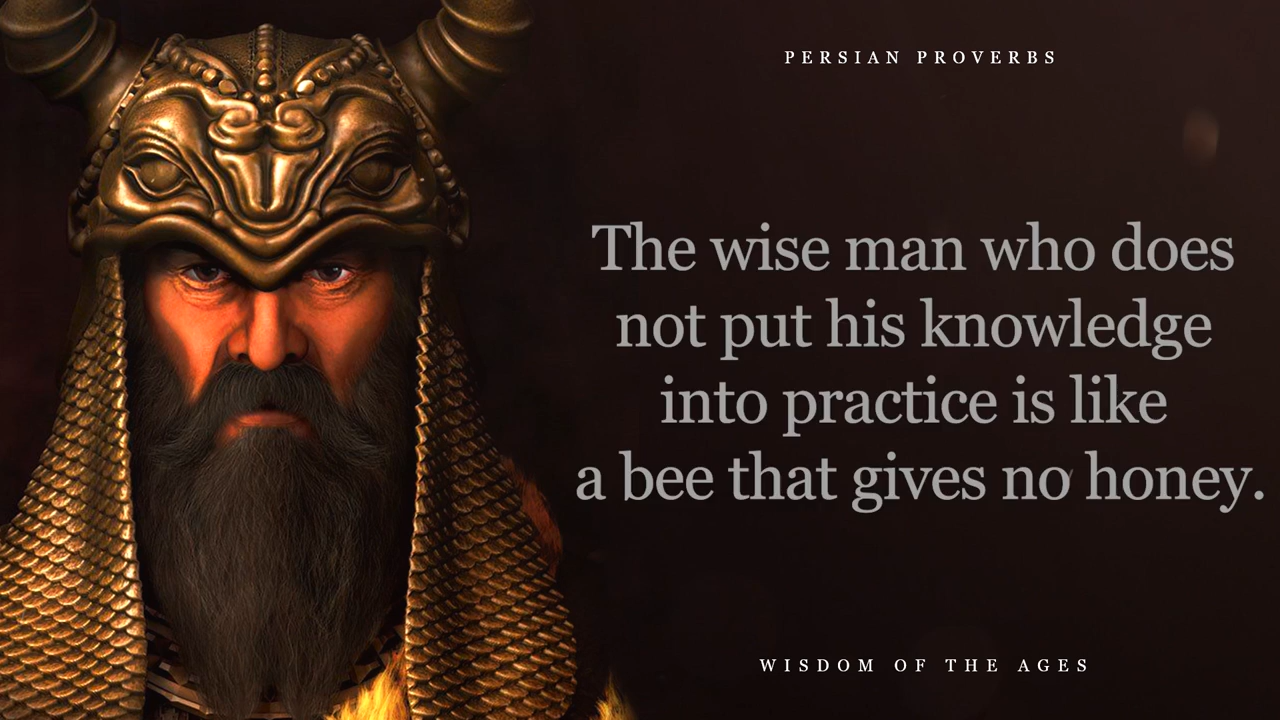 PERSIAN PROVERBS
The wise man who does
not put his knowledge
into practice is like
a bee that gives no honey.
WISDOM OF THE AGES